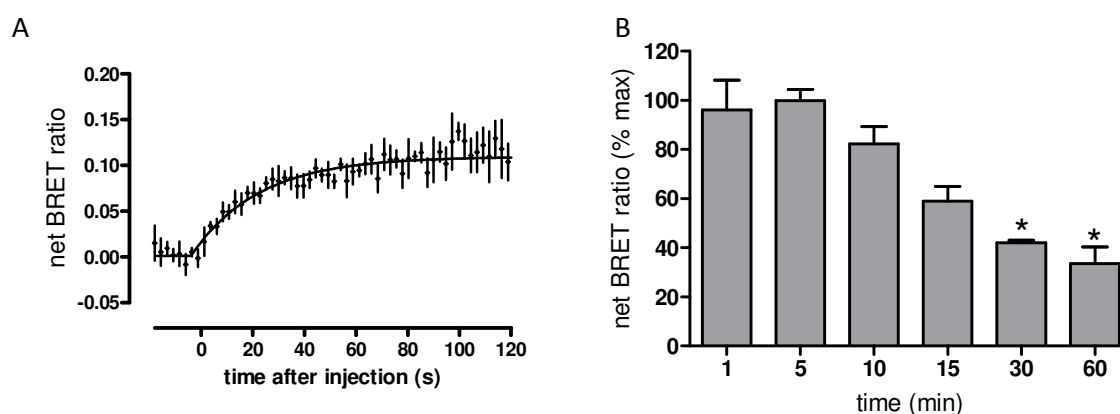 A
net BRET ratio
0.20
0.15
0.10
0.05
0.00
-0.05
0 20 40 60 80 100 120
time after injection (s)
B
net BRET ratio (% max)
120
100
80
60
40
20
0
* *
1 5 10 15 30 60
time (min)